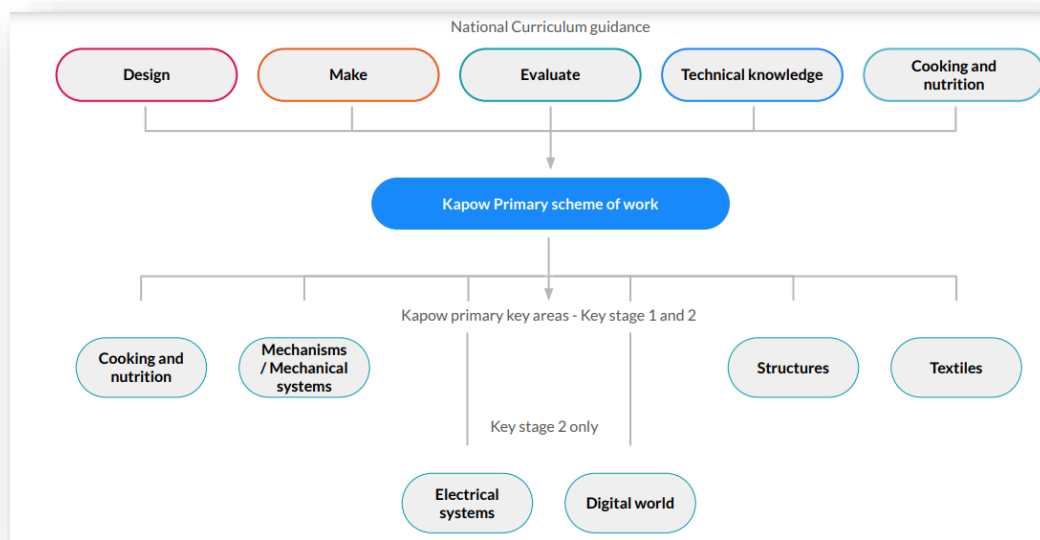 National Curriculum guidance
Design
Make
Evaluate
Technical knowledge
Cooking and
nutrition
Kapow Primary scheme of work
Kapow primary key areas - Key stage 1 and 2
Cooking and
nutrition
Mechanisms
/ Mechanical
systems
Structures
Textiles
Key stage 2 only
Electrical
systems
Digital world